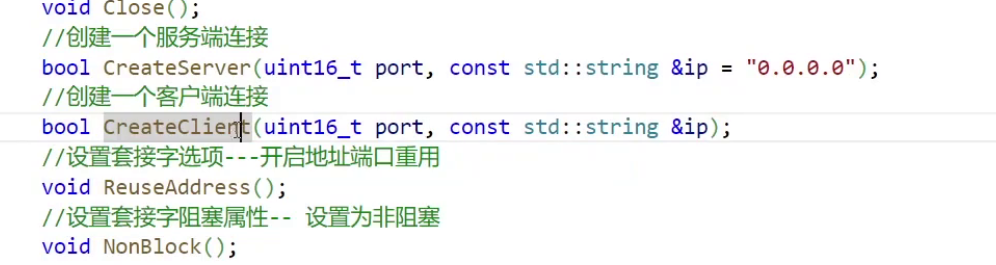 void Close();
//创建一个服务端连接
bool CreateServer(uint16_t port, const std::string &ip = "0.0.0.0");
//创建一个客户端连接
bool CreateClient(uint16_t port, const std::string &ip);
//设置套接字选项---开启地址端口重用
void ReuseAddress();
//设置套接字阻塞属性-- 设置为非阻塞
void NonBlock();